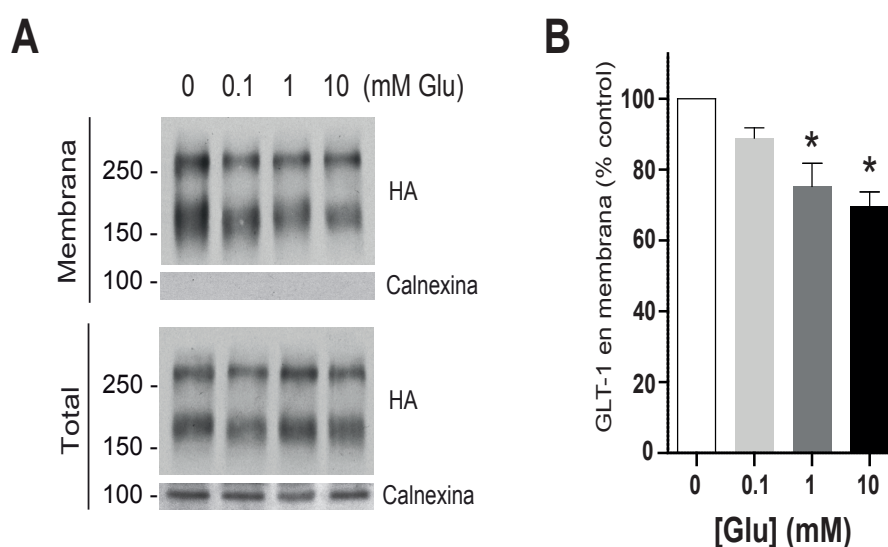 A
0 0.1 1 10 (mM Glu)
Membrana
250 -
HA
150 -
100 -
Calnexina
Total
250 -
HA
150 -
100 -
Calnexina
B
GLT-1 en membrana (% control)
100
80
60
40
20
0
*
*
0 0.1 1 10
[Glu] (mM)